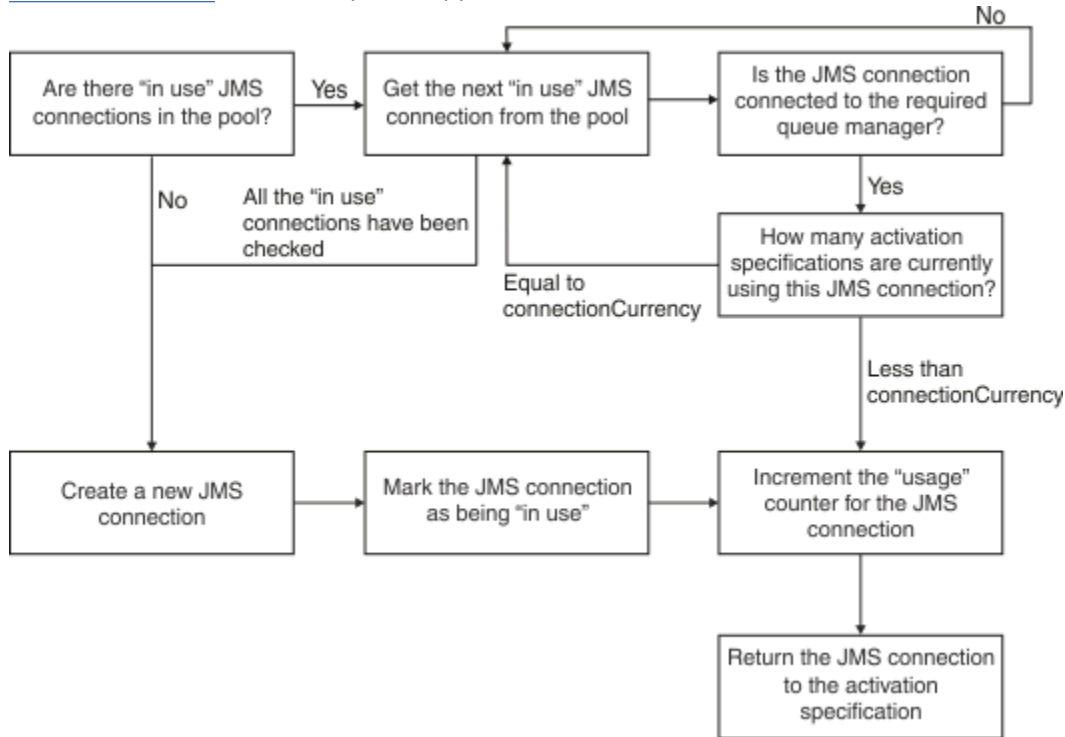 No
Are there “in use” JMS
connections in the pool?
Yes
Get the next “in use” JMS
connection from the pool
Is the JMS connection
connected to the required
queue manager?
No
All the “in use”
connections have been
checked
Yes
How many activation
specifications are currently
using this JMS connection?
Equal to
connectionCurrency
Less than
connectionCurrency
Create a new JMS
connection
Mark the JMS connection
as being “in use”
Increment the “usage”
counter for the JMS
connection
Return the JMS connection
to the activation
specification